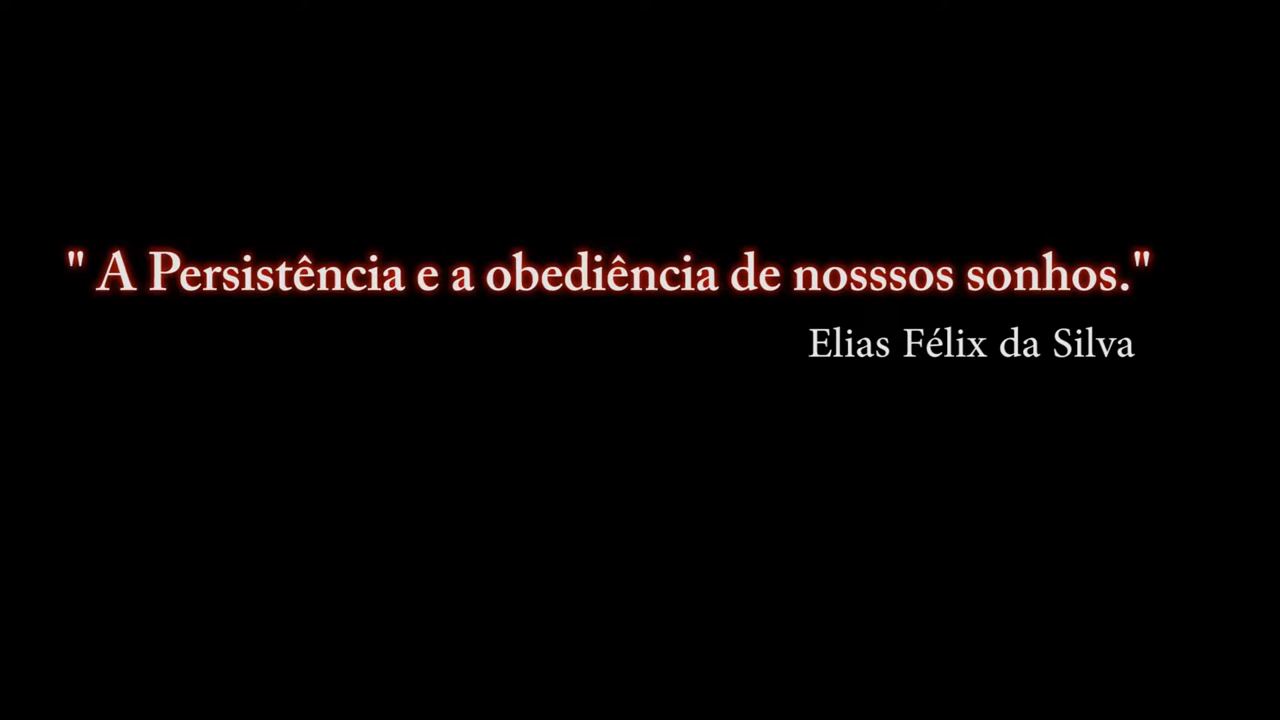 " A Persistência e a obediência de nosssos sonhos."
Elias Félix da Silva